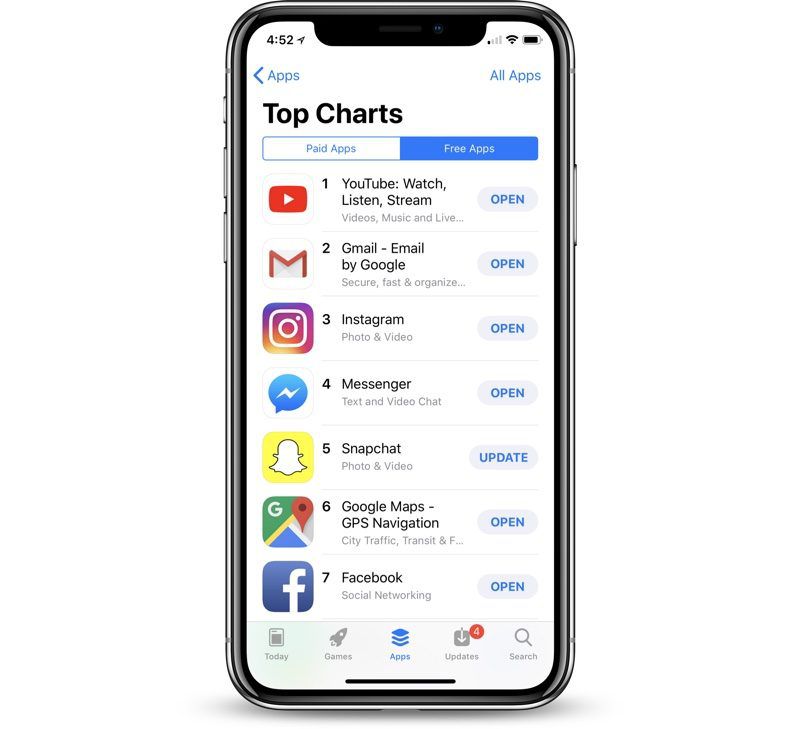 4:52
Apps
All Apps
Top Charts
Paid Apps
Free Apps
1
YouTube: Watch,
Listen, Stream
Videos, Music and Live...
OPEN
2
Gmail - Email
by Google
Secure, fast & organize...
OPEN
3
Instagram
Photo & Video
OPEN
4
Messenger
Text and Video Chat
OPEN
5
Snapchat
Photo & Video
UPDATE
G
6
Google Maps -
GPS Navigation
City Traffic, Transit & F...
OPEN
f
7
Facebook
Social Networking
OPEN
Today
Games
Apps
4
Updates
Search